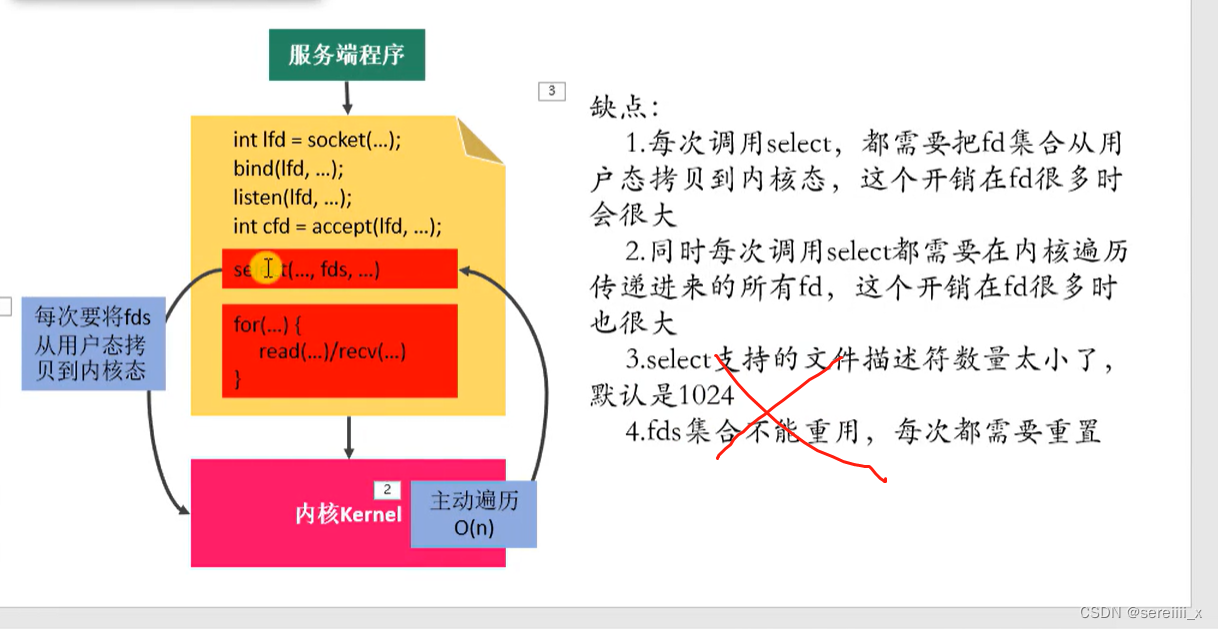 服务端程序
int lfd = socket(...);
bind(lfd, ...);
listen(lfd, ...);
int cfd = accept(lfd, ...);
select(..., fds, ...)
for(...) {
read(...)/recv(...)
}
每次要将fds
从用户态拷
贝到内核态
2
内核Kernel
主动遍历
O(n)
3
缺点：
1.每次调用select，都需要把fd集合从用
户态拷贝到内核态，这个开销在fd很多时
会很大
2.同时每次调用select都需要在内核遍历
传递进来的所有fd，这个开销在fd很多时
也很大
3.select支持的文件描述符数量太小了，
默认是1024
4.fds集合不能重用，每次都需要重置
CSDN @sereiiii_x